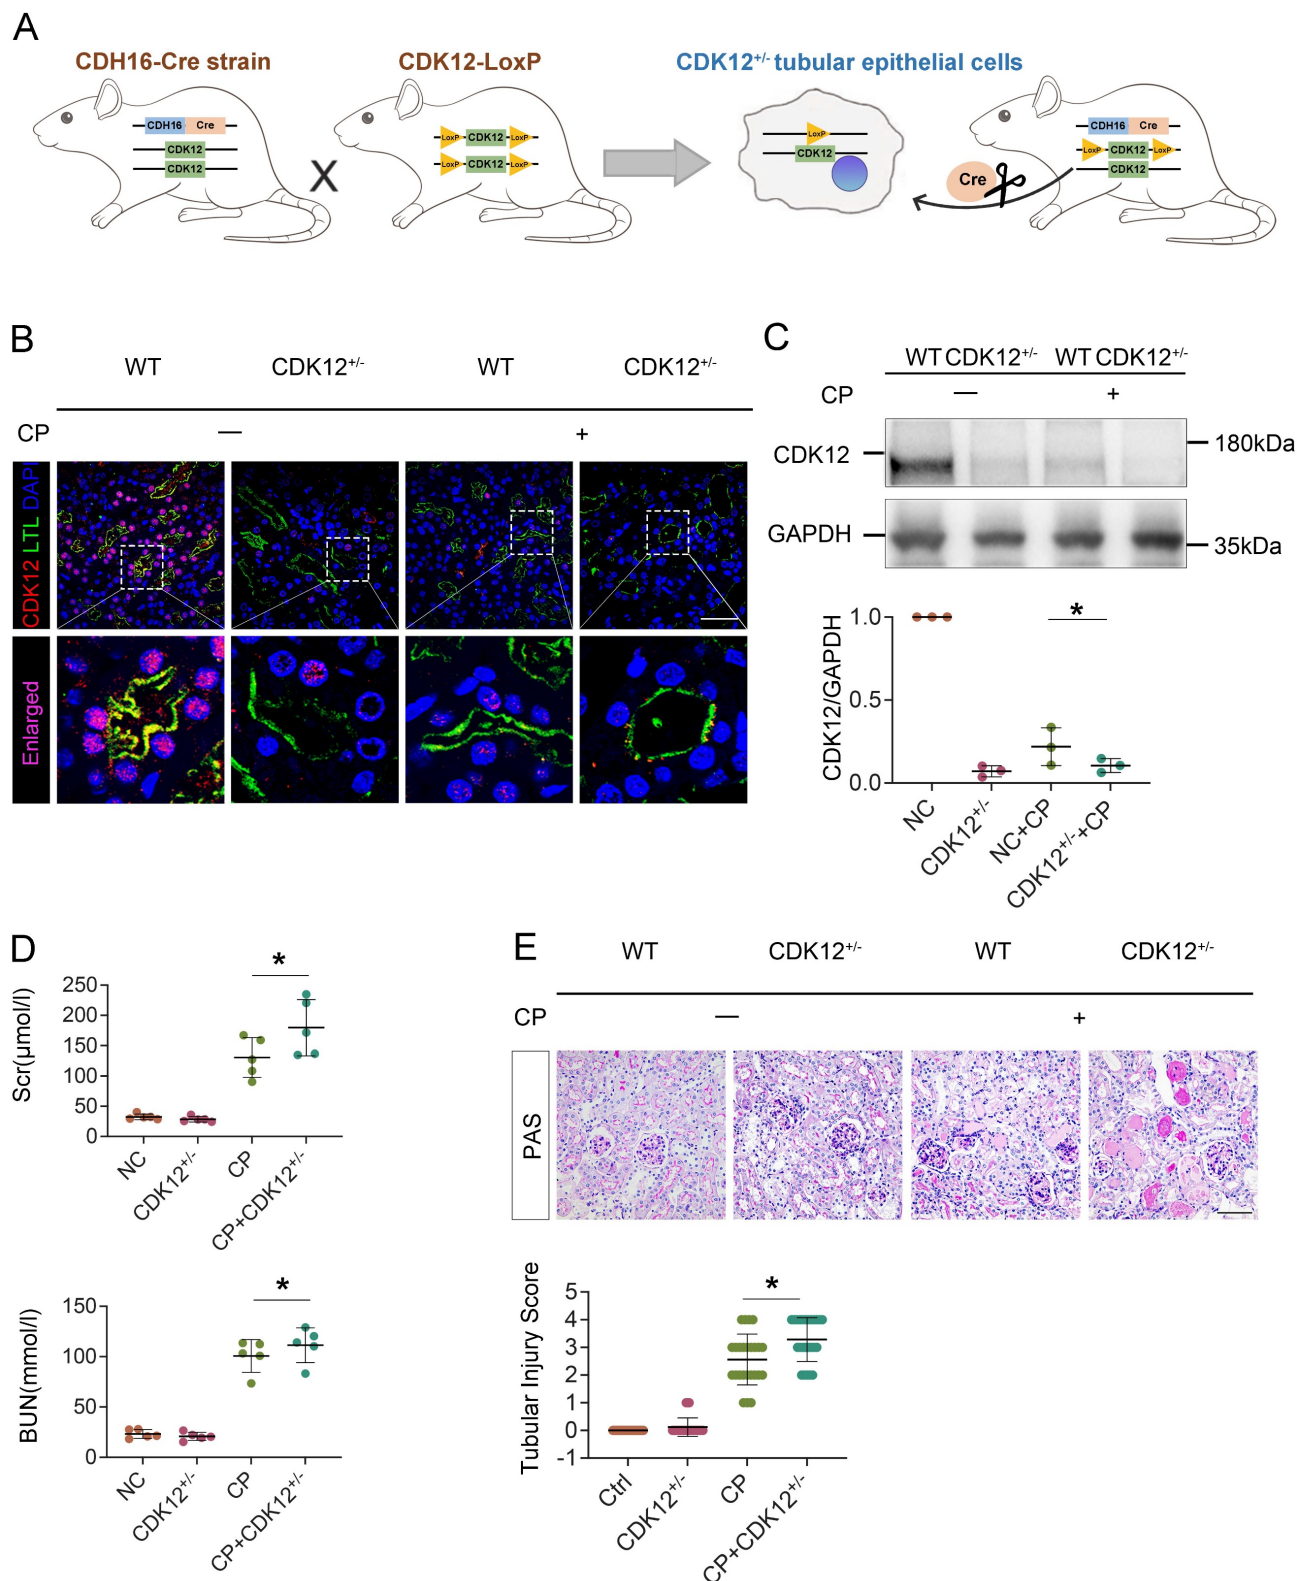 A
CDH16-Cre strain
CDK12-LoxP
CDK12+/- tubular epithelial cells
CDH16 Cre
CDK12
CDK12
X
LoxP CDK12 LoxP
LoxP CDK12 LoxP
LoxP
CDK12
Cre
CDH16 Cre
LoxP CDK12 LoxP
CDK12
B
WT CDK12+/- WT CDK12+/-
CP — +
CDK12 LTL DAPI
Enlarged
C
WT CDK12+/- WT CDK12+/-
CP — +
CDK12
180kDa
GAPDH
35kDa
CDK12/GAPDH
1.0
0.5
0.0
*
NC
CDK12+/-
NC+CP
CDK12+/-+CP
D
Scr(μmol/l)
250
200
150
100
50
0
*
NC
CDK12+/-
CP
CP+CDK12+/-
BUN(mmol/l)
150
100
50
0
*
NC
CDK12+/-
CP
CP+CDK12+/-
E
WT CDK12+/- WT CDK12+/-
CP — +
PAS
Tubular Injury Score
5
4
3
2
1
0
-1
*
Ctrl
CDK12+/-
CP
CP+CDK12+/-